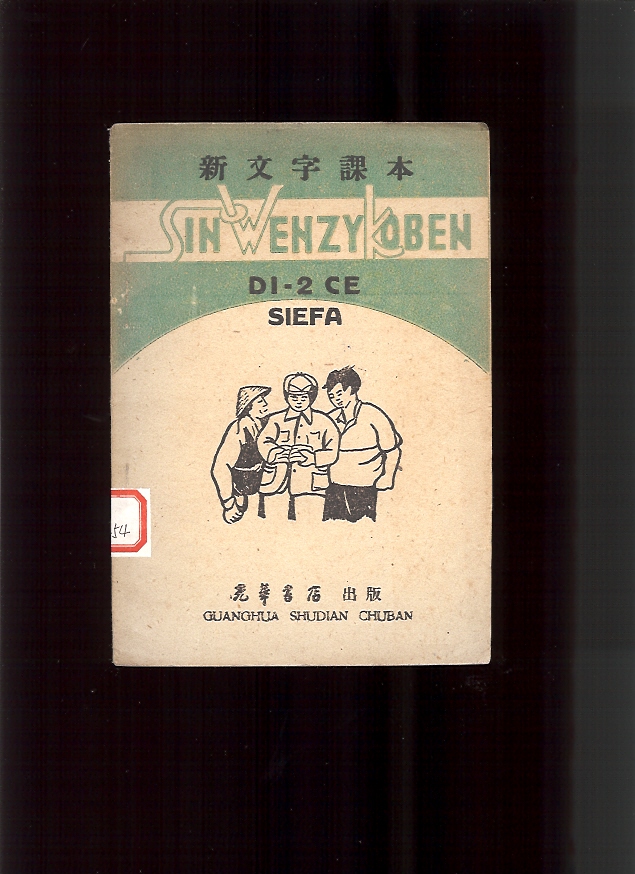 新文字課本
SIN WENZY KOBEN
DI-2 CE
SIEFA
54
光華書店 出版
GUANGHUA SHUDIAN CHUBAN